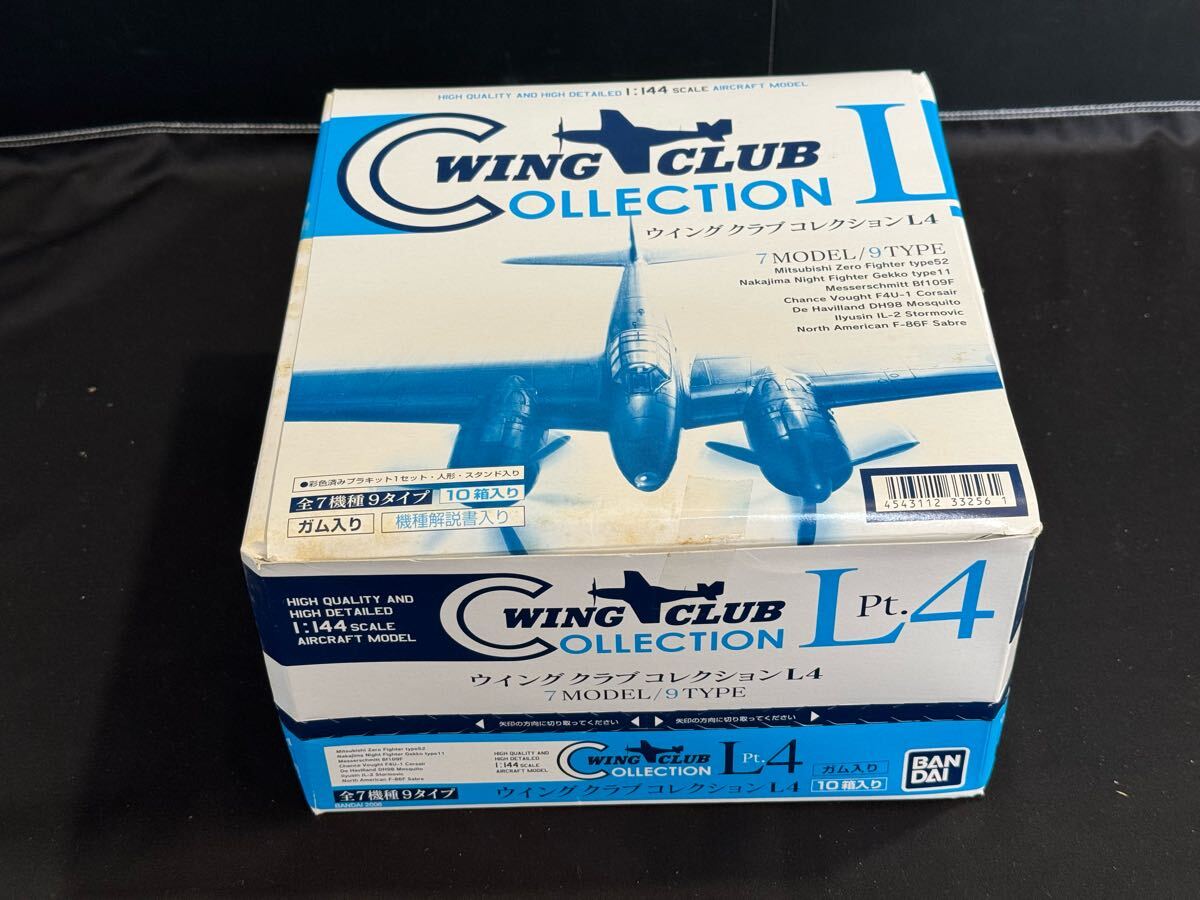 HIGH QUALITY AND HIGH DETAILED 1:144 SCALE AIRCRAFT MODEL
WING CLUB
COLLECTION L
ウイング クラブ コレクション L4
7 MODEL/9 TYPE
Mitsubishi Zero Fighter type52
Nakajima Night Fighter Gekko type11
Messerschmitt Bf109F
Chance Vought F4U-1 Corsair
De Havilland DH98 Mosquito
Ilyusin IL-2 Stormovic
North American F-86F Sabre
●彩色済みプラキット1セット・人形・スタンド入り
全7機種9タイプ 10箱入り
ガム入り 機種解説書入り
4543112 33256 1
HIGH QUALITY AND
HIGH DETAILED
1:144 SCALE
AIRCRAFT MODEL
WING CLUB
COLLECTION L Pt.4
ウイング クラブ コレクション L4
7 MODEL/9 TYPE
矢印の方向に切り取ってください 矢印の方向に切り取ってください
Mitsubishi Zero Fighter type52
Nakajima Night Fighter Gekko type11
Messerschmitt Bf109F
Chance Vought F4U-1 Corsair
De Havilland DH98 Mosquito
Ilyusin IL-2 Stormovic
North American F-86F Sabre
全7機種9タイプ
BANDAI 2006
HIGH QUALITY AND
HIGH DETAILED
1:144 SCALE
AIRCRAFT MODEL
WING CLUB
COLLECTION L Pt.4
ウイング クラブ コレクション L4
ガム入り
10箱入り
BAN
DAI